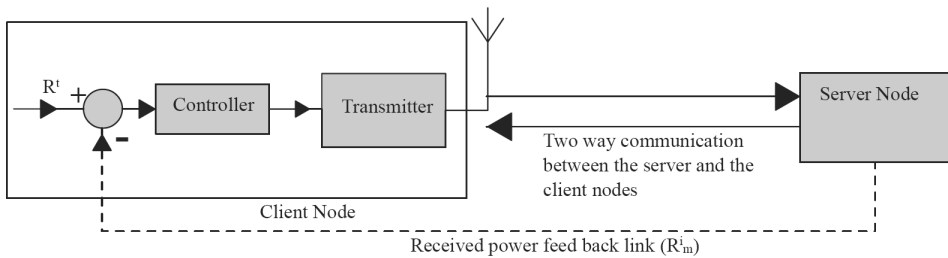 R^t
+
-
Controller
Transmitter
Server Node
Two way communication
between the server and the
client nodes
Client Node
Received power feed back link (R^i_m)